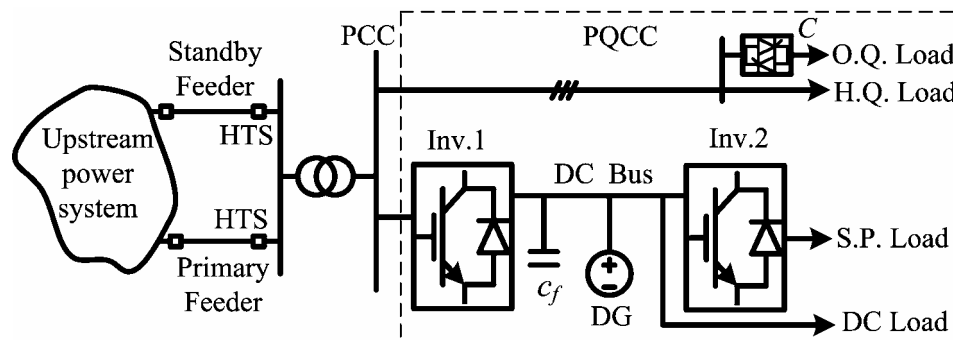 Standby
Feeder
HTS
Upstream
power
system
HTS
Primary
Feeder
PCC
PQCC
C
O.Q. Load
H.Q. Load
Inv.1
DC Bus
Inv.2
c_f
DG
S.P. Load
DC Load